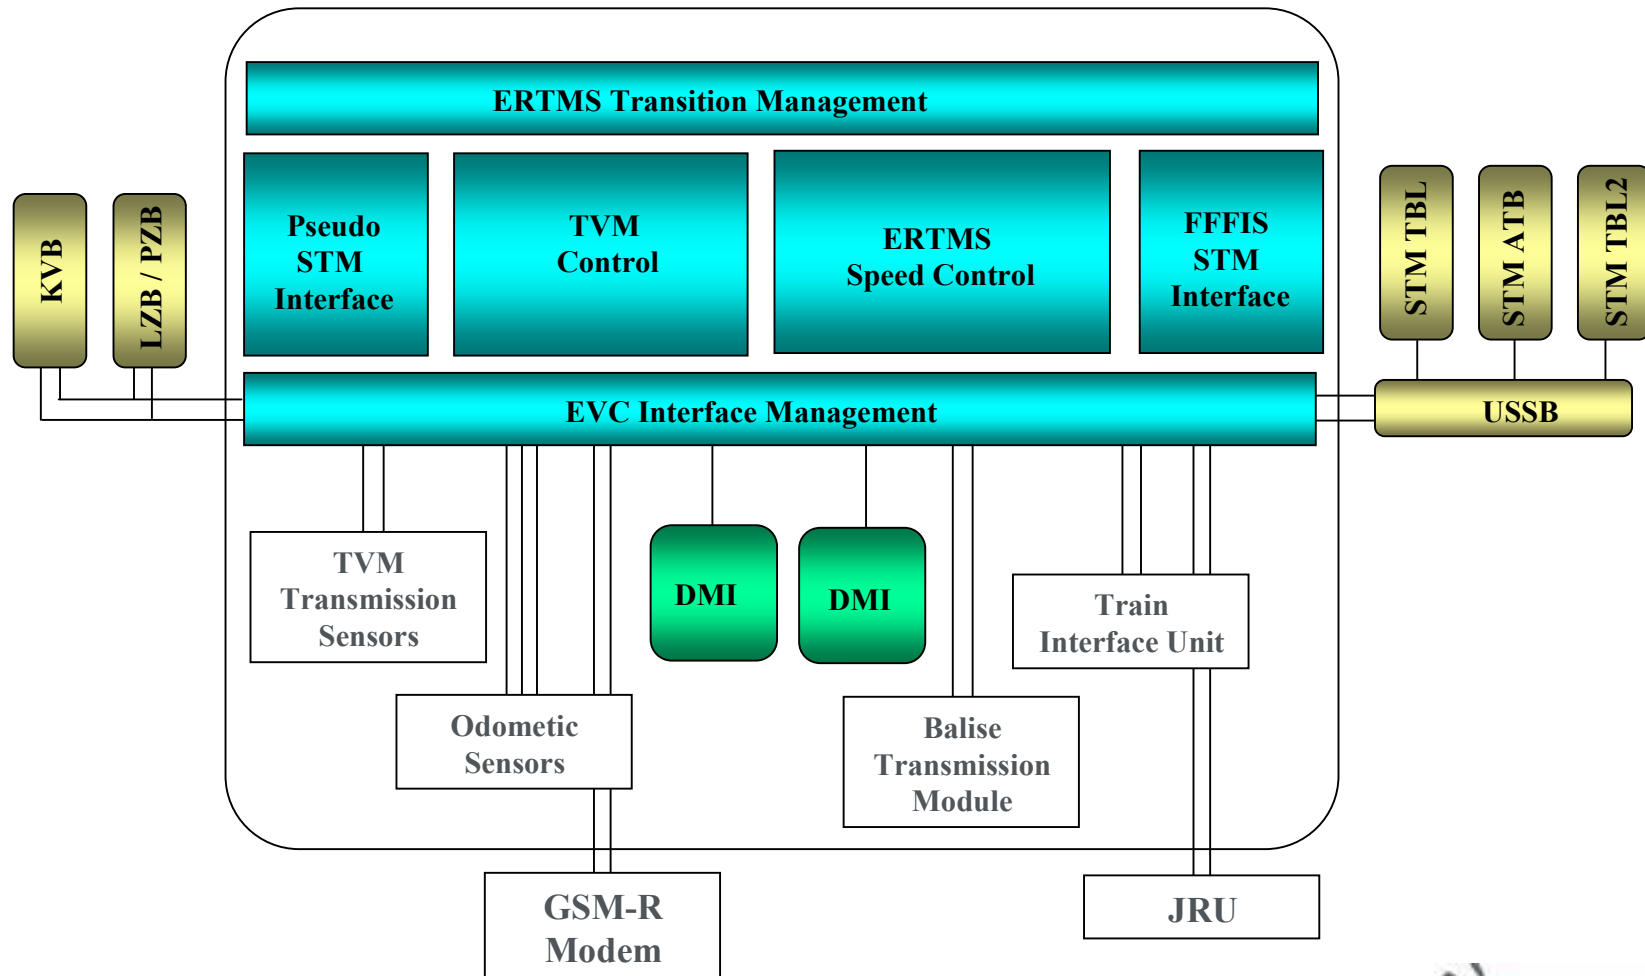 ERTMS Transition Management
KVB
LZB / PZB
Pseudo
STM
Interface
TVM
Control
ERTMS
Speed Control
FFFIS
STM
Interface
STM TBL
STM ATB
STM TBL2
EVC Interface Management
USSB
TVM
Transmission
Sensors
DMI
DMI
Train
Interface Unit
Odometic
Sensors
Balise
Transmission
Module
GSM-R
Modem
JRU